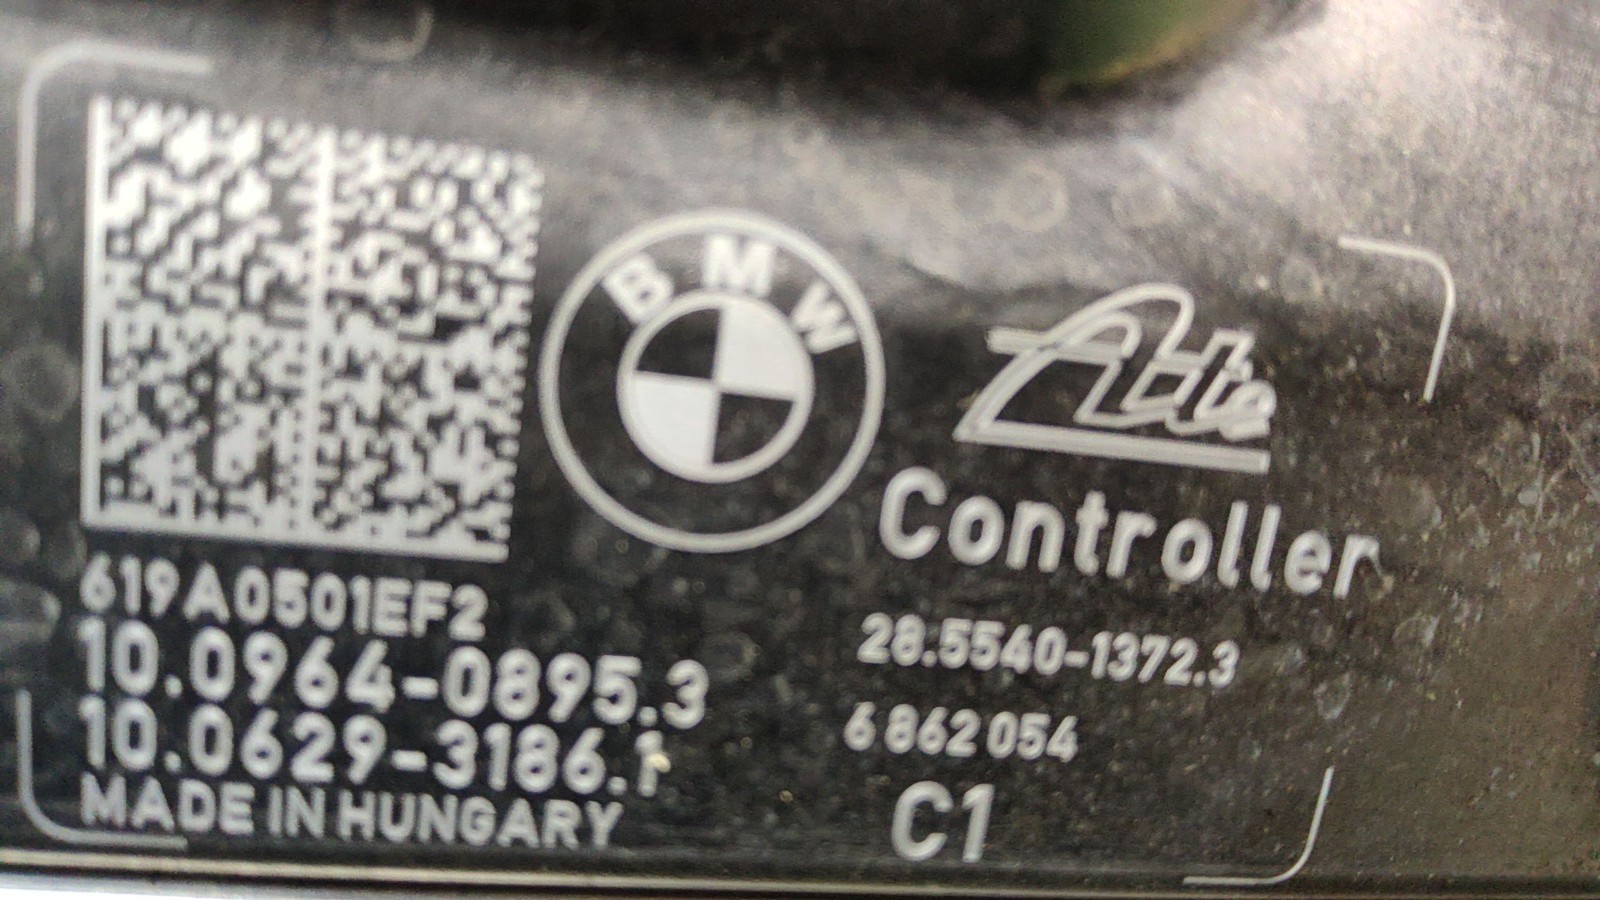 BMW
Ate
Controller
619A0501EF2
10.0964-0895.3
10.0629-3186.1
MADE IN HUNGARY
28.5540-1372.3
6 862 054
C1